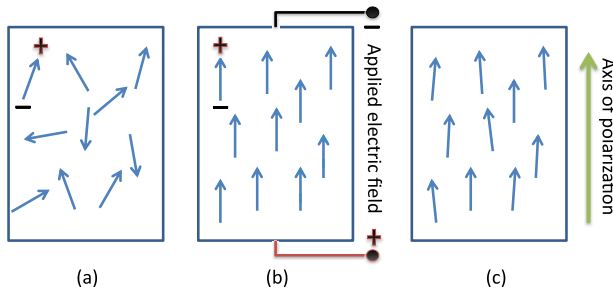 +
−
+
−
−
Applied electric field
+
Axis of polarization
(a)
(b)
(c)